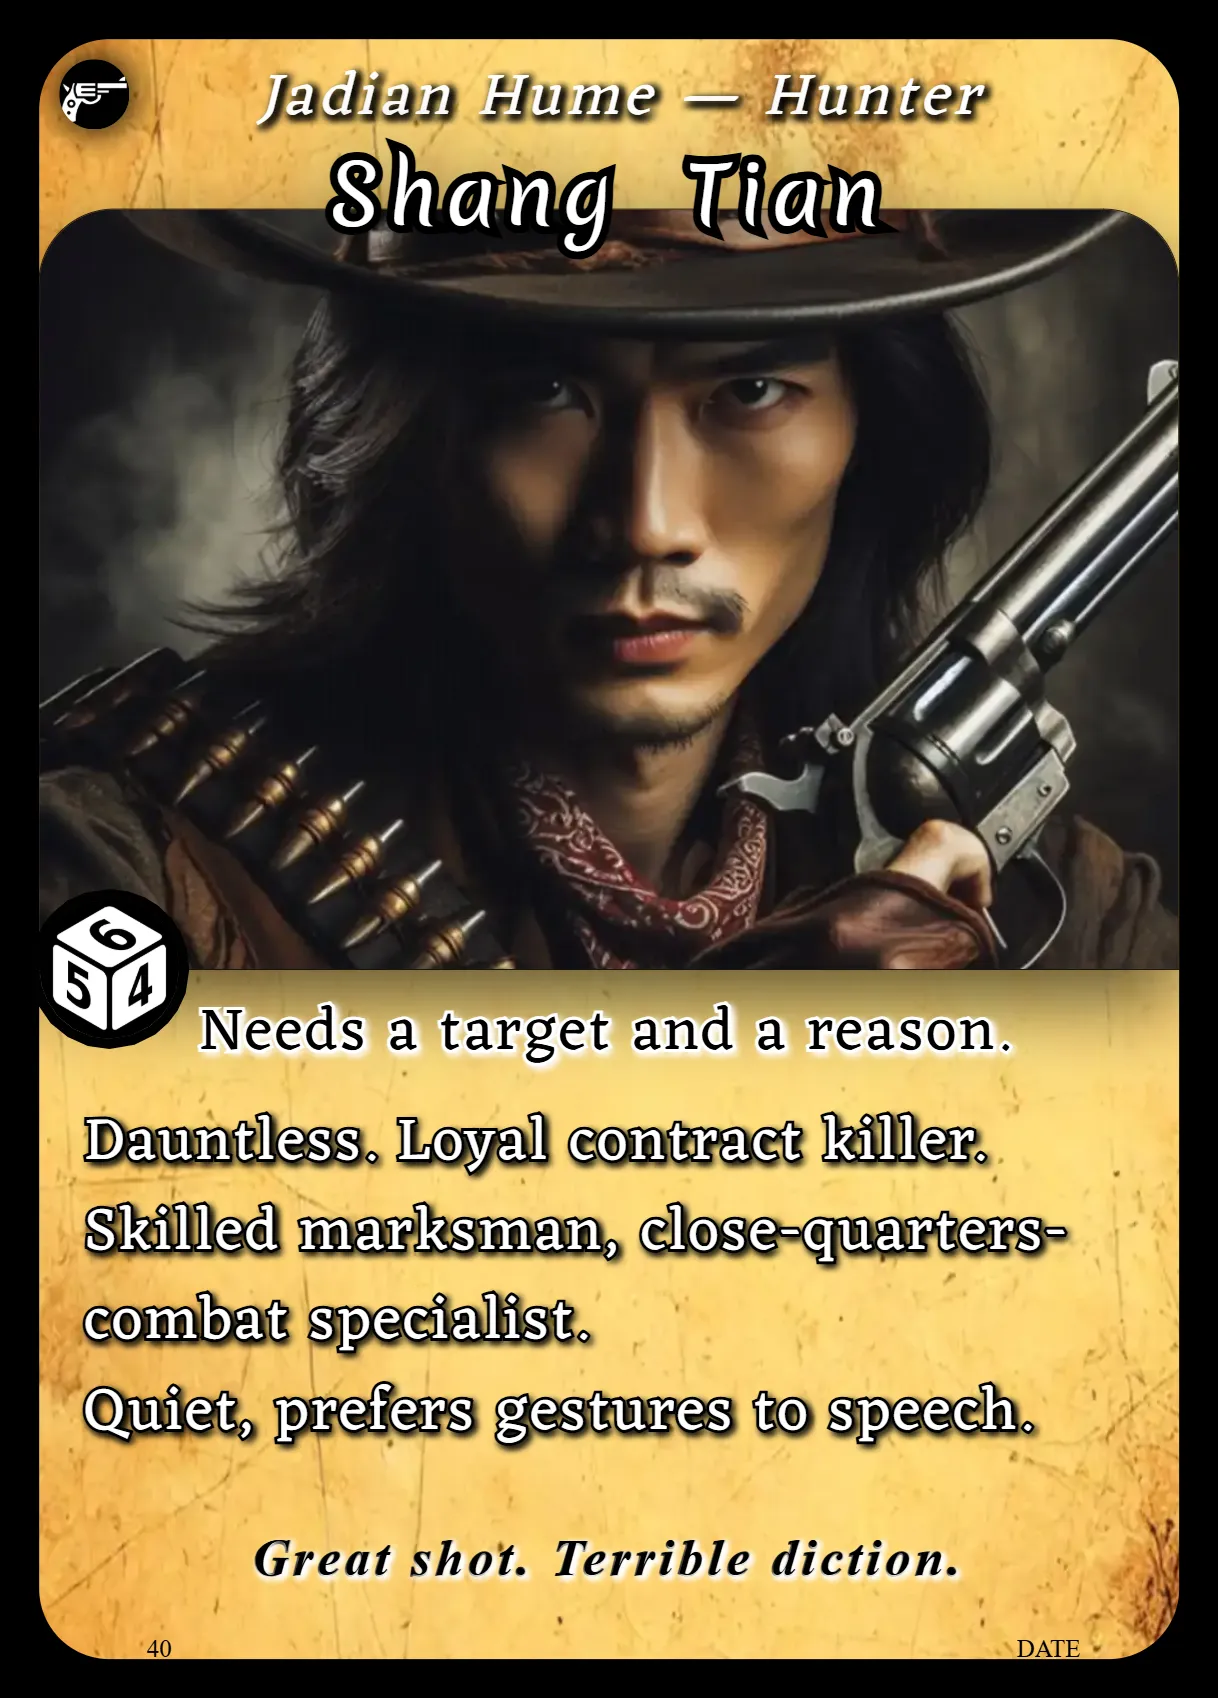 Jadian Hume — Hunter
Shang Tian
6
5 4
Needs a target and a reason.
Dauntless. Loyal contract killer.
Skilled marksman, close-quarters-
combat specialist.
Quiet, prefers gestures to speech.
Great shot. Terrible diction.
40 DATE